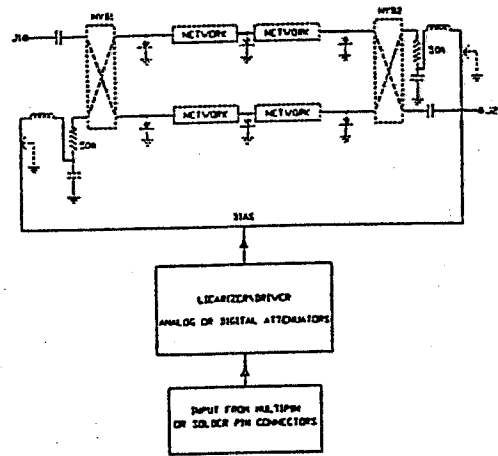 HYB1
HYB2
J1
NETWORK
NETWORK
50Ω
NETWORK
NETWORK
J2
50Ω
BIAS
LICARIZER/DRIVER
ANALOG OR DIGITAL ATTENUATORS
INPUT FROM MULTIPIN
OR SOLDER PIN CONNECTORS